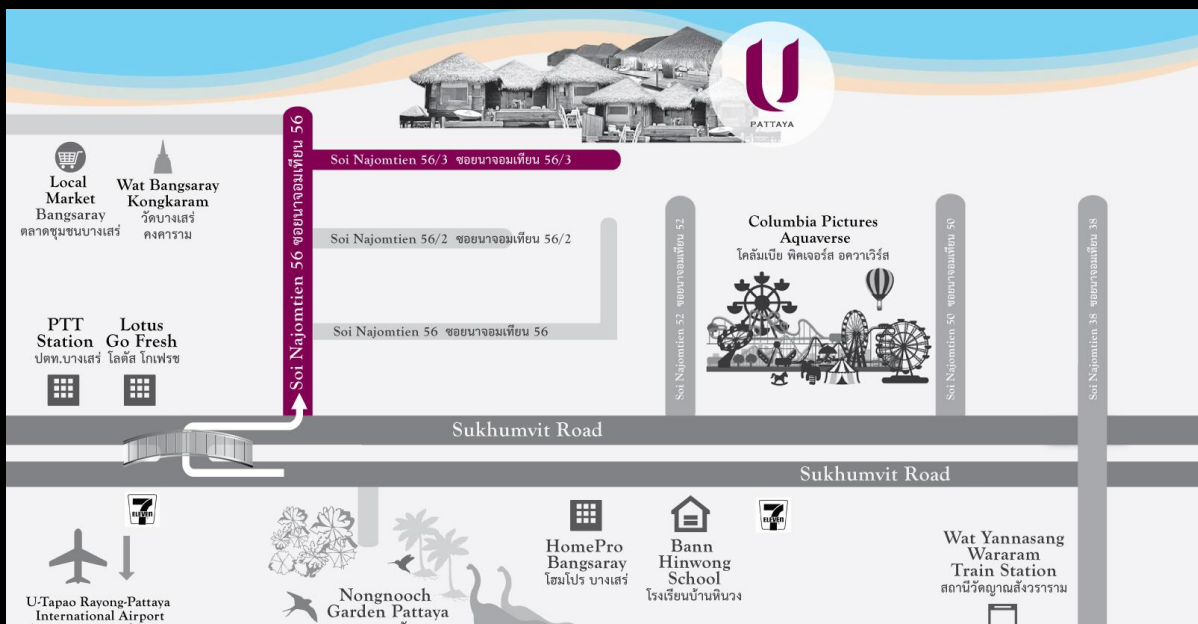 U
PATTAYA
Soi Najomtien 56 ซอยนาจอมเทียน 56
Soi Najomtien 56/3 ซอยนาจอมเทียน 56/3
Local
Market
Bangsaray
ตลาดชุมชนบางเสร่
Wat Bangsaray
Kongkaram
วัดบางเสร่
คงคาราม
Soi Najomtien 56/2 ซอยนาจอมเทียน 56/2
Soi Najomtien 56 ซอยนาจอมเทียน 56
Soi Najomtien 52 ซอยนาจอมเทียน 52
Columbia Pictures
Aquaverse
โคลัมเบีย พิคเจอร์ส อควาเวิร์ส
Soi Najomtien 50 ซอยนาจอมเทียน 50
Soi Najomtien 38 ซอยนาจอมเทียน 38
PTT
Station
ปตท.บางเสร่
Lotus
Go Fresh
โลตัส โกเฟรช
Sukhumvit Road
Sukhumvit Road
7
ELEVEN
U-Tapao Rayong-Pattaya
International Airport
Nongnooch
Garden Pattaya
HomePro
Bangsaray
โฮมโปร บางเสร่
Bann
Hinwong
School
โรงเรียนบ้านหินวง
7
ELEVEN
Wat Yannasang
Wararam
Train Station
สถานีวัดญาณสังวราราม